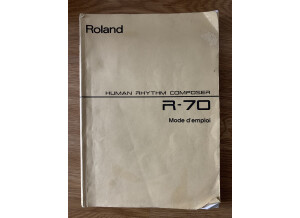 Roland
HUMAN RHYTHM COMPOSER
R-70
Mode d'emploi